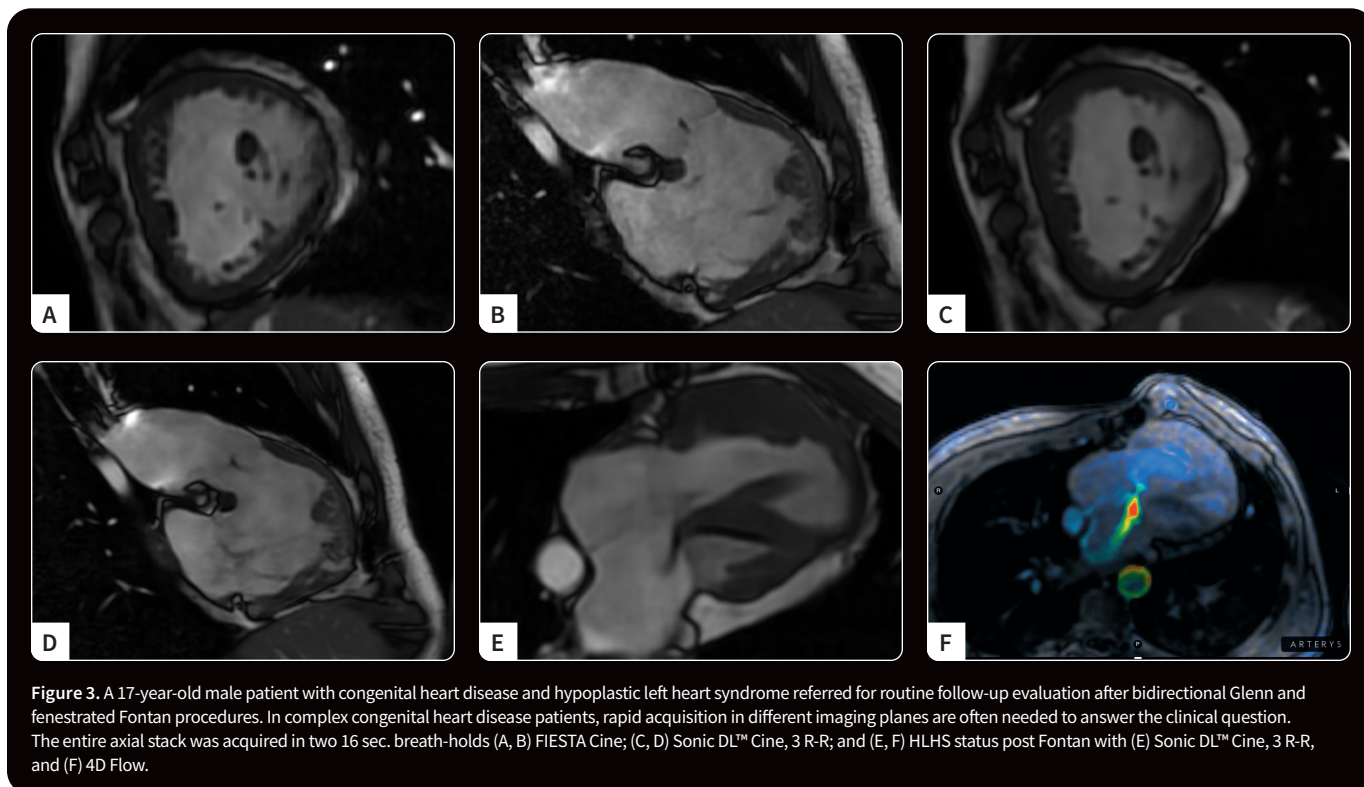 A
B
C
D
E
R
L
P
F
ARTERYS
Figure 3. A 17-year-old male patient with congenital heart disease and hypoplastic left heart syndrome referred for routine follow-up evaluation after bidirectional Glenn and
fenestrated Fontan procedures. In complex congenital heart disease patients, rapid acquisition in different imaging planes are often needed to answer the clinical question.
The entire axial stack was acquired in two 16 sec. breath-holds (A, B) FIESTA Cine; (C, D) Sonic DL™ Cine, 3 R-R; and (E, F) HLHS status post Fontan with (E) Sonic DL™ Cine, 3 R-R,
and (F) 4D Flow.